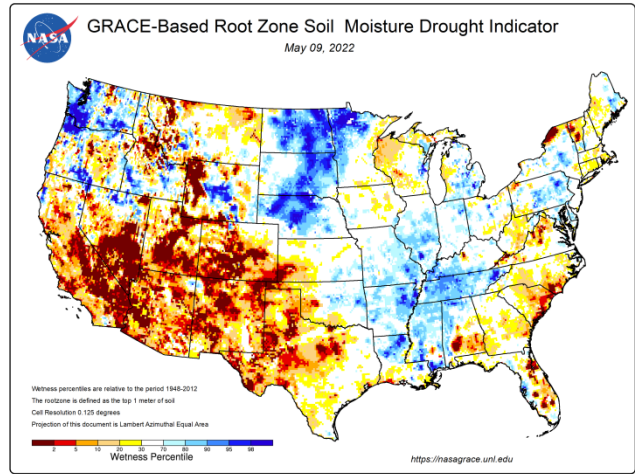 NASA
GRACE-Based Root Zone Soil Moisture Drought Indicator
May 09, 2022
Wetness percentiles are relative to the period 1948-2012
The rootzone is defined as the top 1 meter of soil
Cell Resolution 0.125 degrees
Projection of this document is Lambert Azimuthal Equal Area
2 5 10 20 30 70 80 90 95 98
Wetness Percentile
https://nasagrace.unl.edu